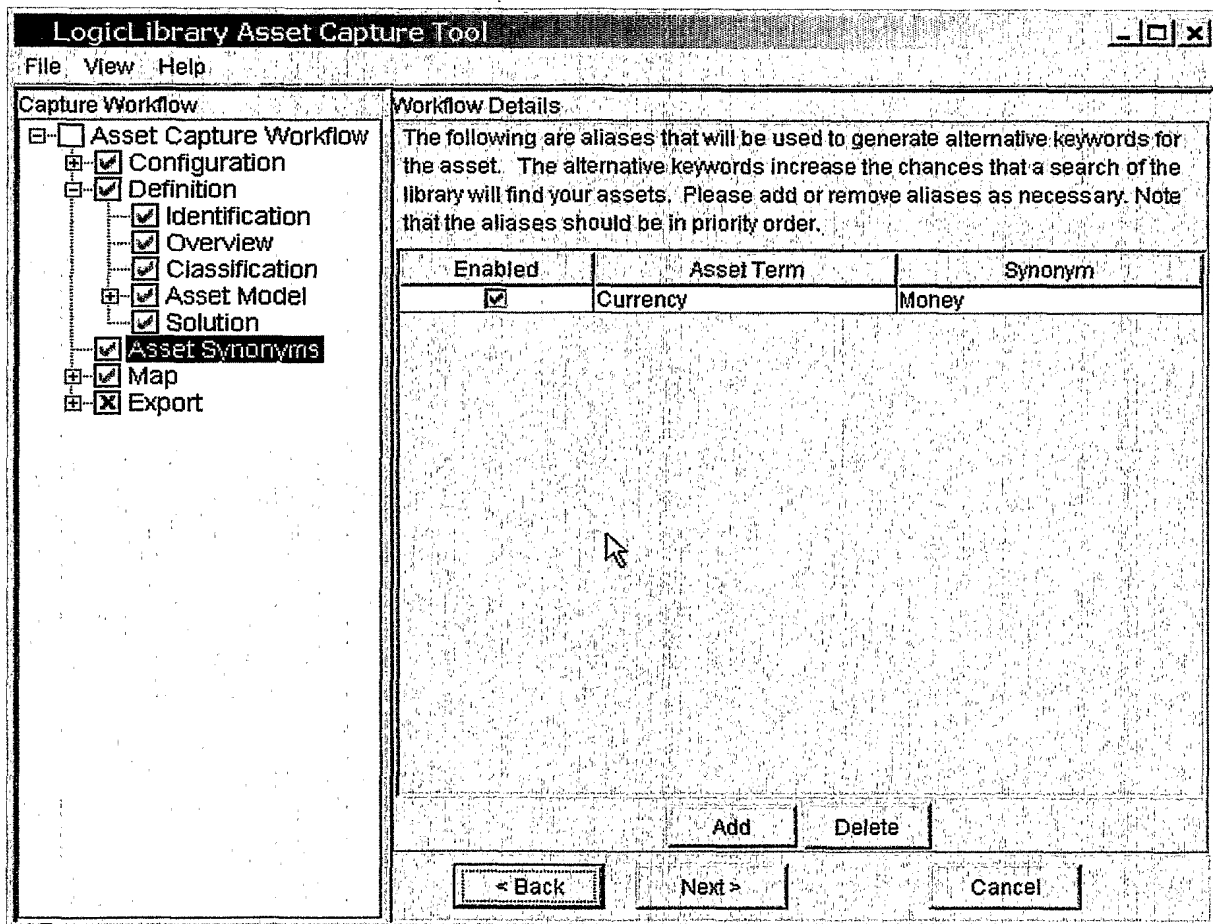 LogicLibrary Asset Capture Tool
File View Help
Capture Workflow
Asset Capture Workflow
Configuration
Definition
Identification
Overview
Classification
Asset Model
Solution
Asset Synonyms
Map
Export
Workflow Details
The following are aliases that will be used to generate alternative keywords for
the asset. The alternative keywords increase the chances that a search of the
library will find your assets. Please add or remove aliases as necessary. Note
that the aliases should be in priority order.
Enabled Asset Term Synonym
Currency Money
Add Delete
< Back Next > Cancel